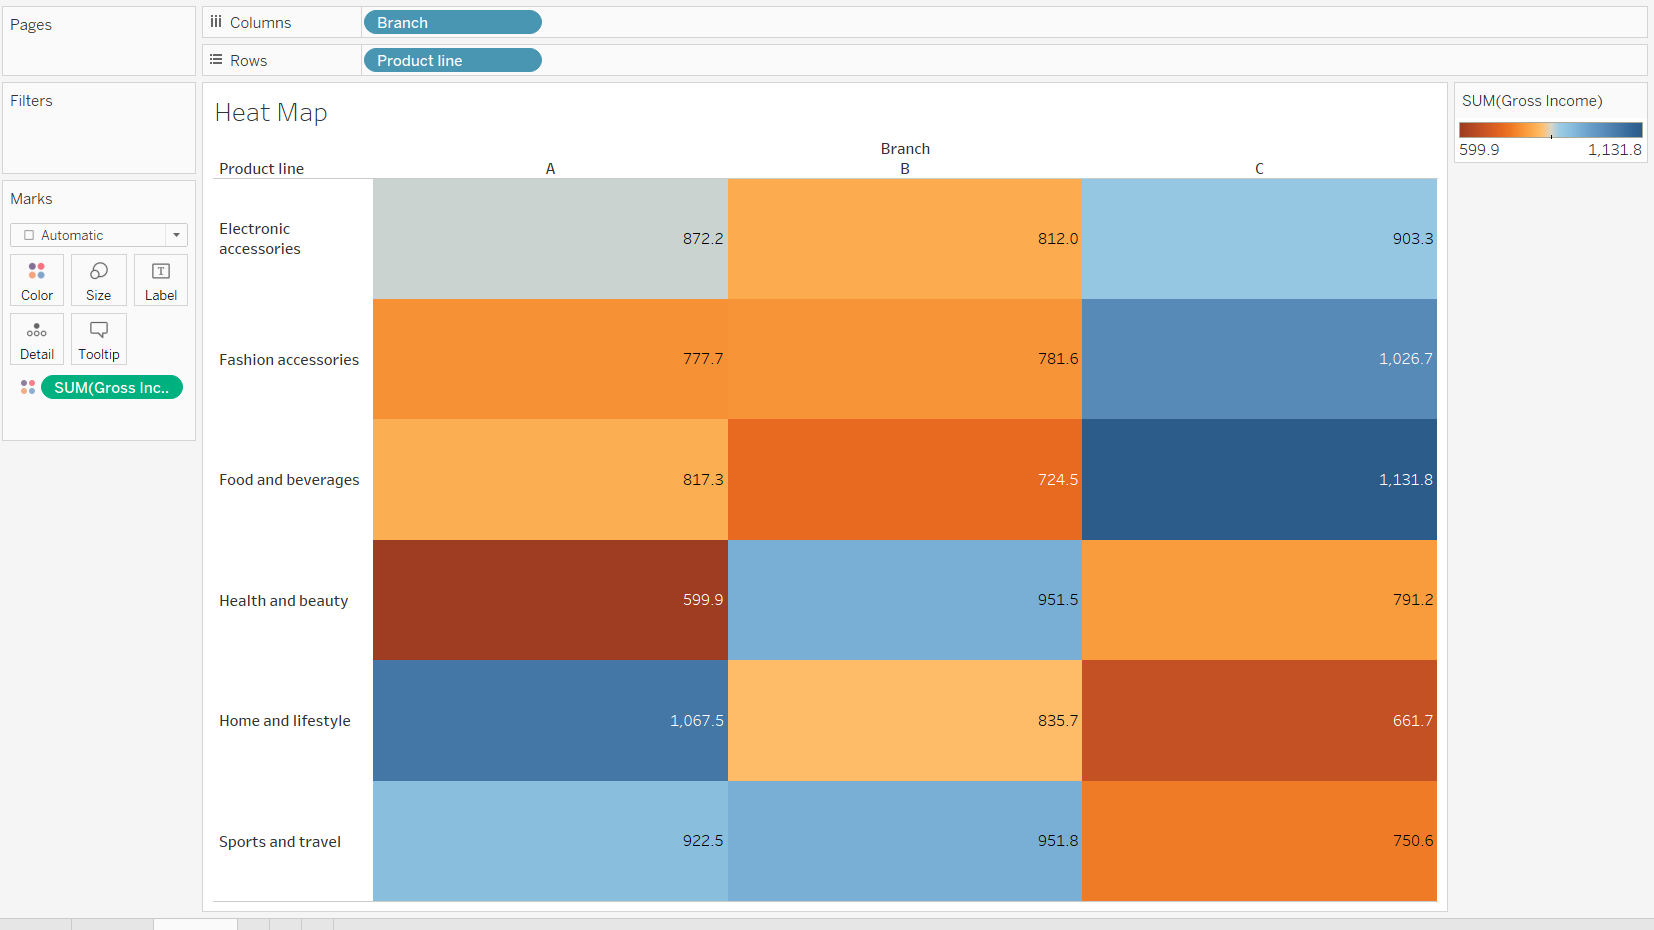 Pages
Columns
Branch
Rows
Product line
Filters
Marks
Automatic
Color
Size
Label
Detail
Tooltip
SUM(Gross Inc..
Heat Map
Branch
Product line
A
B
C
Electronic
accessories
872.2
812.0
903.3
Fashion accessories
777.7
781.6
1,026.7
Food and beverages
817.3
724.5
1,131.8
Health and beauty
599.9
951.5
791.2
Home and lifestyle
1,067.5
835.7
661.7
Sports and travel
922.5
951.8
750.6
SUM(Gross Income)
599.9
1,131.8